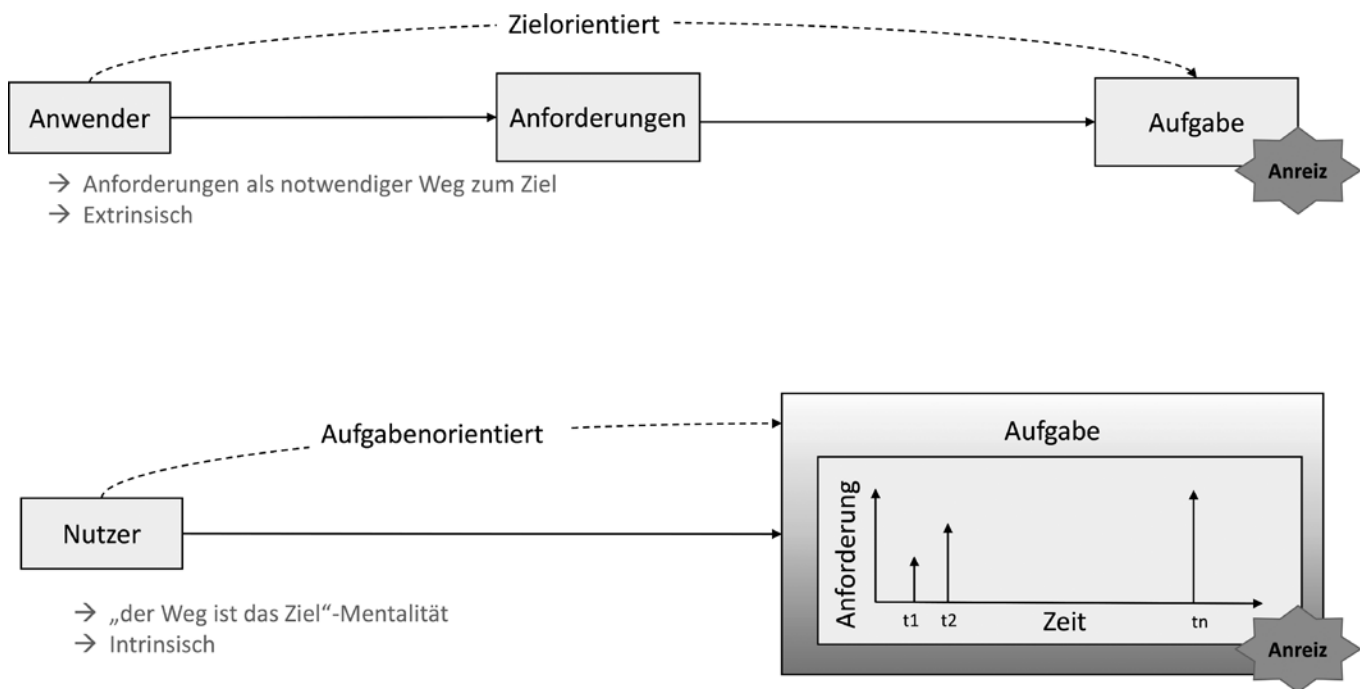 Zielorientiert
Anwender
Anforderungen
Aufgabe
Anreiz
→ Anforderungen als notwendiger Weg zum Ziel
→ Extrinsisch
Aufgabenorientiert
Aufgabe
Nutzer
Anforderung
t1 t2 Zeit tn
Anreiz
→ „der Weg ist das Ziel“-Mentalität
→ Intrinsisch